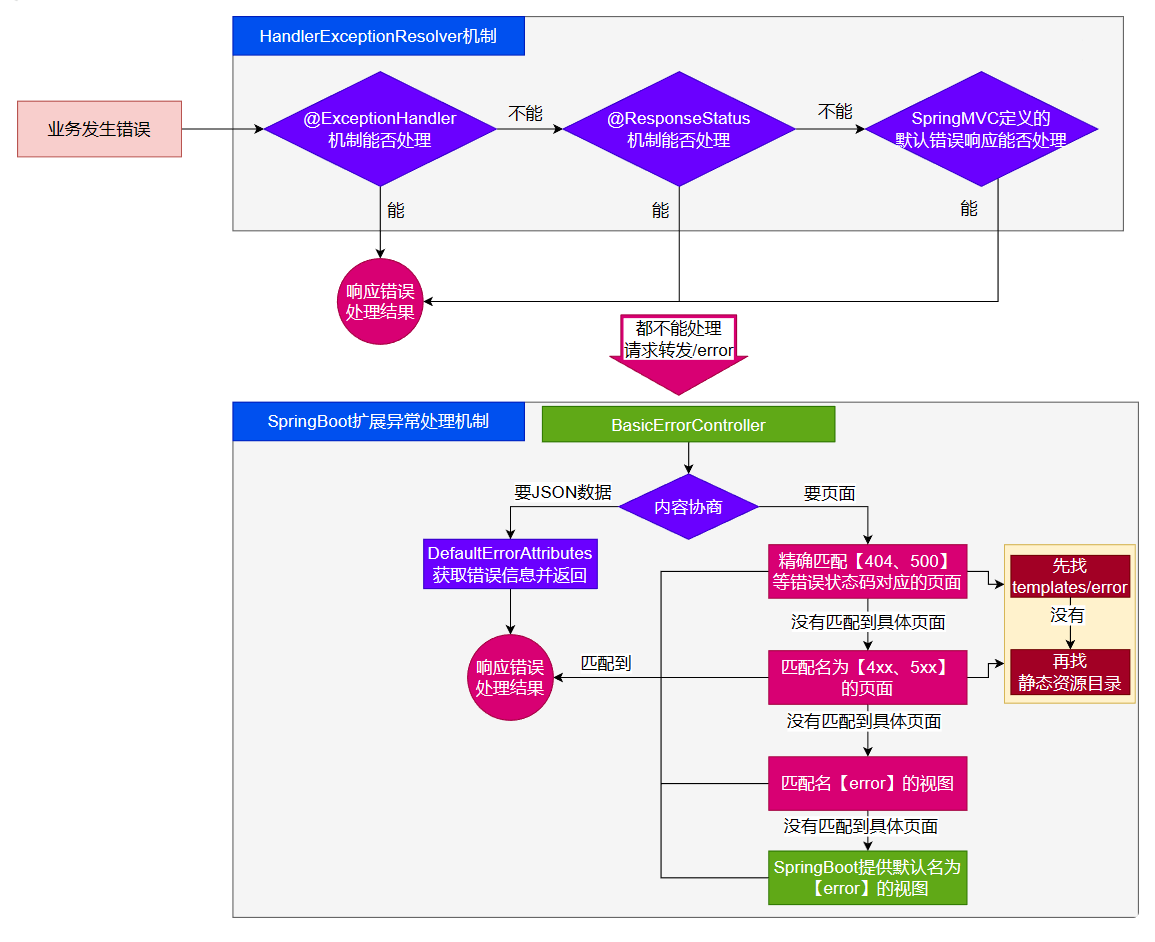 HandlerExceptionResolver机制
业务发生错误
@ExceptionHandler
机制能否处理
不能
@ResponseStatus
机制能否处理
不能
SpringMVC定义的
默认错误响应能否处理
能
能
能
响应错误
处理结果
都不能处理
请求转发/error
SpringBoot扩展异常处理机制
BasicErrorController
要JSON数据
内容协商
要页面
DefaultErrorAttributes
获取错误信息并返回
精确匹配【404、500】
等错误状态码对应的页面
先找
templates/error
没有
再找
静态资源目录
没有匹配到具体页面
响应错误
处理结果
匹配到
匹配名为【4xx、5xx】
的页面
没有匹配到具体页面
匹配名【error】的视图
没有匹配到具体页面
SpringBoot提供默认名为
【error】的视图